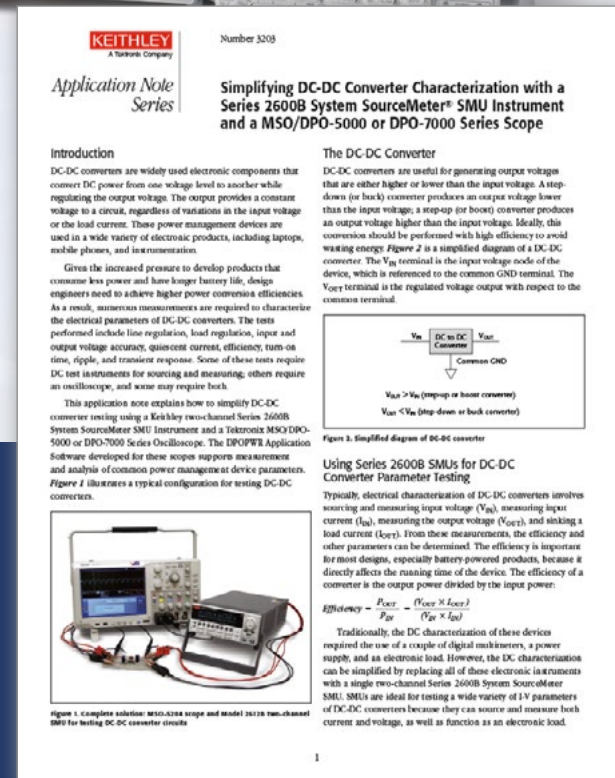 KEITHLEY
A Tektronix Company
Number 3203
Application Note
Series
Simplifying DC-DC Converter Characterization with a
Series 2600B System SourceMeter® SMU Instrument
and a MSO/DPO-5000 or DPO-7000 Series Scope
Introduction
DC-DC converters are widely used electronic components that
convert DC power from one voltage level to another while
regulating the output voltage. The output provides a constant
voltage to a circuit, regardless of variations in the input voltage
or the load current. These power management devices are
used in a wide variety of electronic products, including laptops,
mobile phones, and instrumentation.
Given the increased pressure to develop products that
consume less power and have longer battery life, design
engineers need to achieve higher power conversion efficiencies.
As a result, numerous measurements are required to characterize
the electrical parameters of DC-DC converters. The tests
performed include line regulation, load regulation, input and
output voltage accuracy, quiescent current, efficiency, turn-on
time, ripple, and transient response. Some of these tests require
DC test instruments for sourcing and measuring; others require
an oscilloscope, and some may require both.
This application note explains how to simplify DC-DC
converter testing using a Keithley two-channel Series 2600B
System SourceMeter SMU Instrument and a Tektronix MSO/DPO-
5000 or DPO-7000 Series Oscilloscope. The DPOPWR Application
Software developed for these scopes supports measurement
and analysis of common power management device parameters.
Figure 1 illustrates a typical configuration for testing DC-DC
converters.
Figure 1. Complete solution: MSO-5204 scope and Model 2612B two-channel
SMU for testing DC-DC converter circuits
The DC-DC Converter
DC-DC converters are useful for generating output voltages
that are either higher or lower than the input voltage. A step-
down (or buck) converter produces an output voltage lower
than the input voltage; a step-up (or boost) converter produces
an output voltage higher than the input voltage. Ideally, this
conversion should be performed with high efficiency to avoid
wasting energy. Figure 2 is a simplified diagram of a DC-DC
converter. The VIN terminal is the input voltage node of the
device, which is referenced to the common GND terminal. The
VOUT terminal is the regulated voltage output with respect to the
common terminal.
VIN DC to DC Converter VOUT
Common GND
VOUT > VIN (step-up or boost converter)
VOUT < VIN (step-down or buck converter)
Figure 2. Simplified diagram of DC-DC converter
Using Series 2600B SMUs for DC-DC
Converter Parameter Testing
Typically, electrical characterization of DC-DC converters involves
sourcing and measuring input voltage (VIN), measuring input
current (IIN), measuring the output voltage (VOUT), and sinking a
load current (IOUT). From these measurements, the efficiency and
other parameters can be determined. The efficiency is important
for most designs, especially battery-powered products, because it
directly affects the running time of the device. The efficiency of a
converter is the output power divided by the input power:
Efficiency = POUT / PIN = (VOUT × IOUT) / (VIN × IIN)
Traditionally, the DC characterization of these devices
required the use of a couple of digital multimeters, a power
supply, and an electronic load. However, the DC characterization
can be simplified by replacing all of these electronic instruments
with a single two-channel Series 2600B System SourceMeter
SMU. SMUs are ideal for testing a wide variety of I-V parameters
of DC-DC converters because they can source and measure both
current and voltage, as well as function as an electronic load.
1